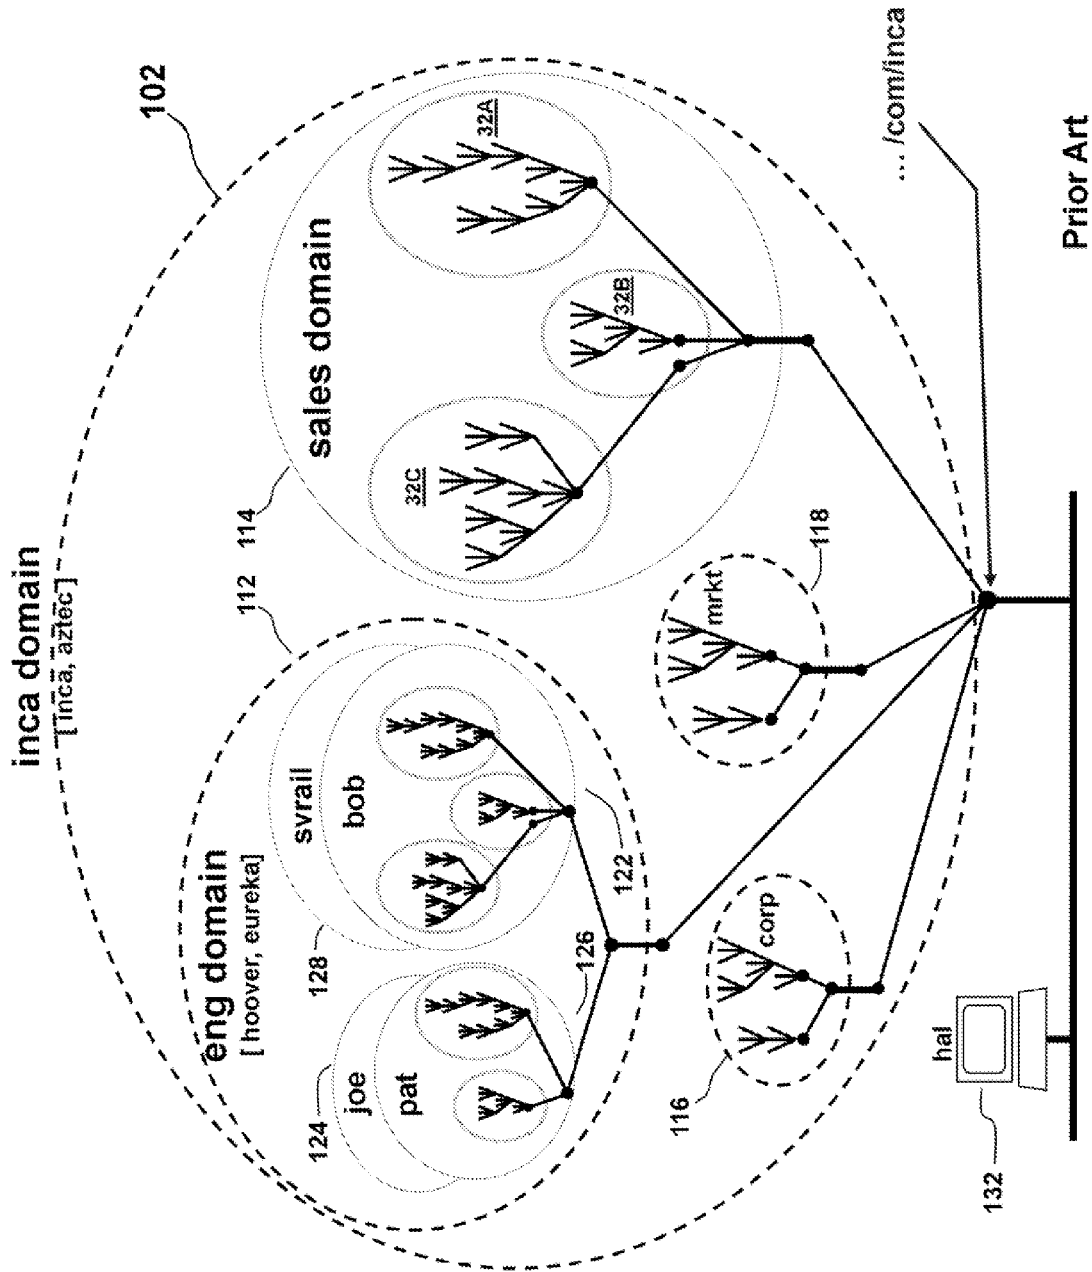 inca domain
[inca, aztec]
102
eng domain
[ hoover, eureka]
112
114
sales domain
32A
32B
32C
svrail
bob
128
122
124
joe
pat
126
mrkt
118
corp
116
hal
132
... /com/inca
Prior Art